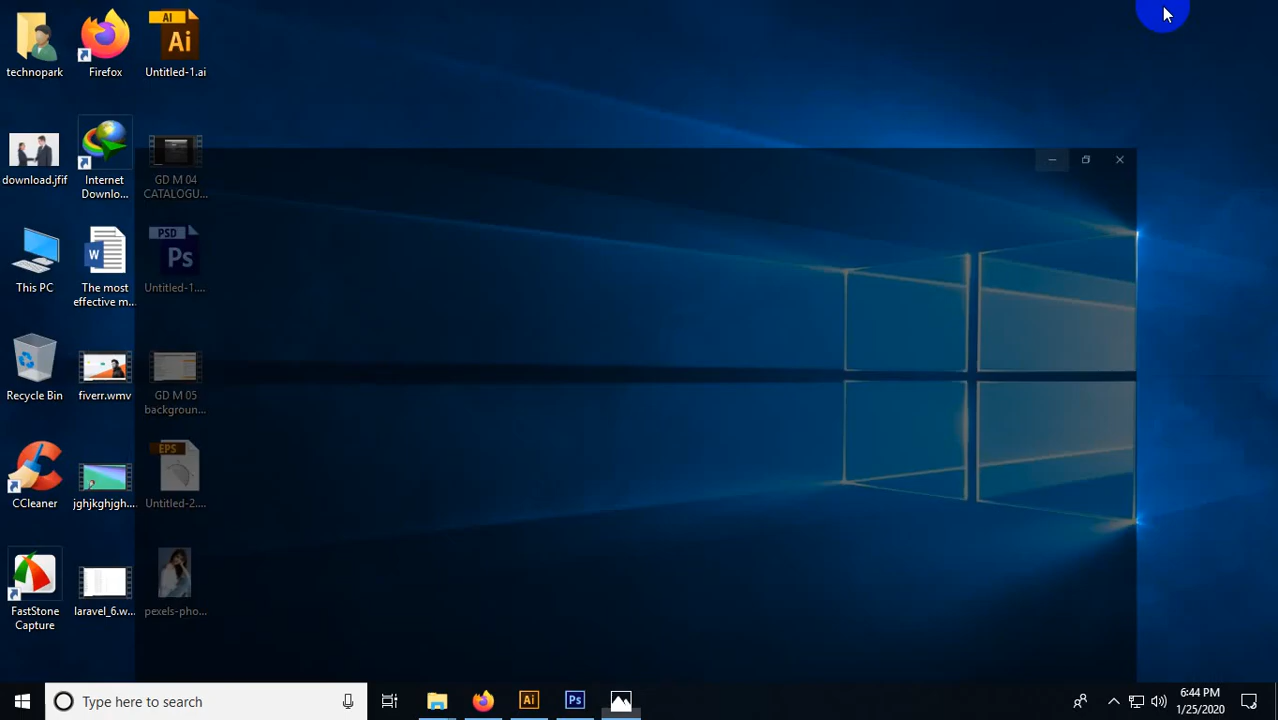 technopark
Firefox
AI
Ai
Untitled-1.ai
download.jfif
Internet
Downlo...
GD M 04
CATALOGU...
This PC
W
The most
effective m...
PSD
Ps
Untitled-1....
Recycle Bin
fiverr.wmv
GD M 05
backgroun...
CCleaner
jghjkghjgh...
EPS
Untitled-2....
FastStone
Capture
laravel_6.w...
pexels-pho...
Type here to search
Ai
Ps
6:44 PM
1/25/2020